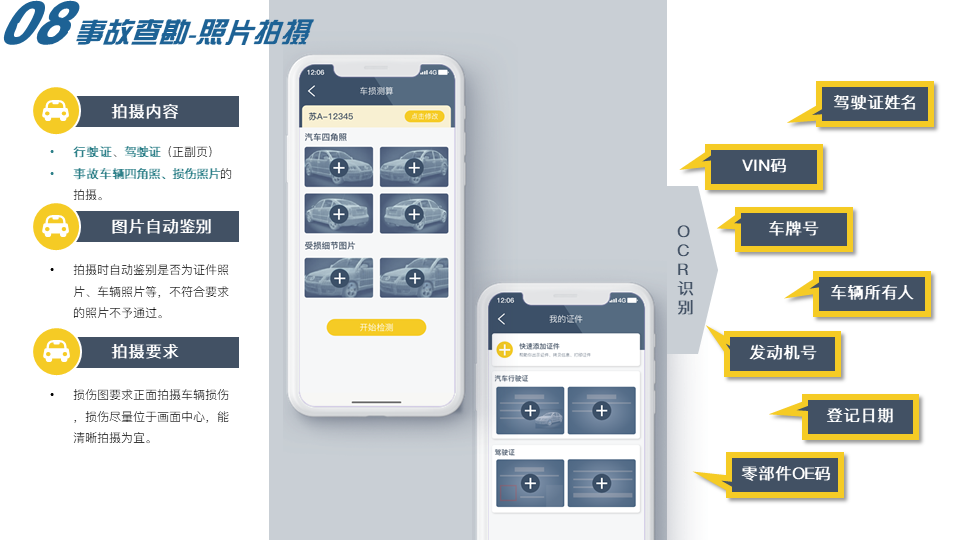 08 事故查勘-照片拍摄
拍摄内容
• 行驶证、驾驶证（正副页）
• 事故车辆四角照、损伤照片的
拍摄。
图片自动鉴别
• 拍摄时自动鉴别是否为证件照
片、车辆照片等，不符合要求
的照片不予通过。
拍摄要求
• 损伤图要求正面拍摄车辆损伤
，损伤尽量位于画面中心，能
清晰拍摄为宜。
12:06 4G
车损测算
苏A-12345 点击修改
汽车四角照
受损细节图片
开始检测
12:06 4G
我的证件
快速添加证件
汽车行驶证
驾驶证
OCR识别
驾驶证姓名
VIN码
车牌号
车辆所有人
发动机号
登记日期
零部件OE码